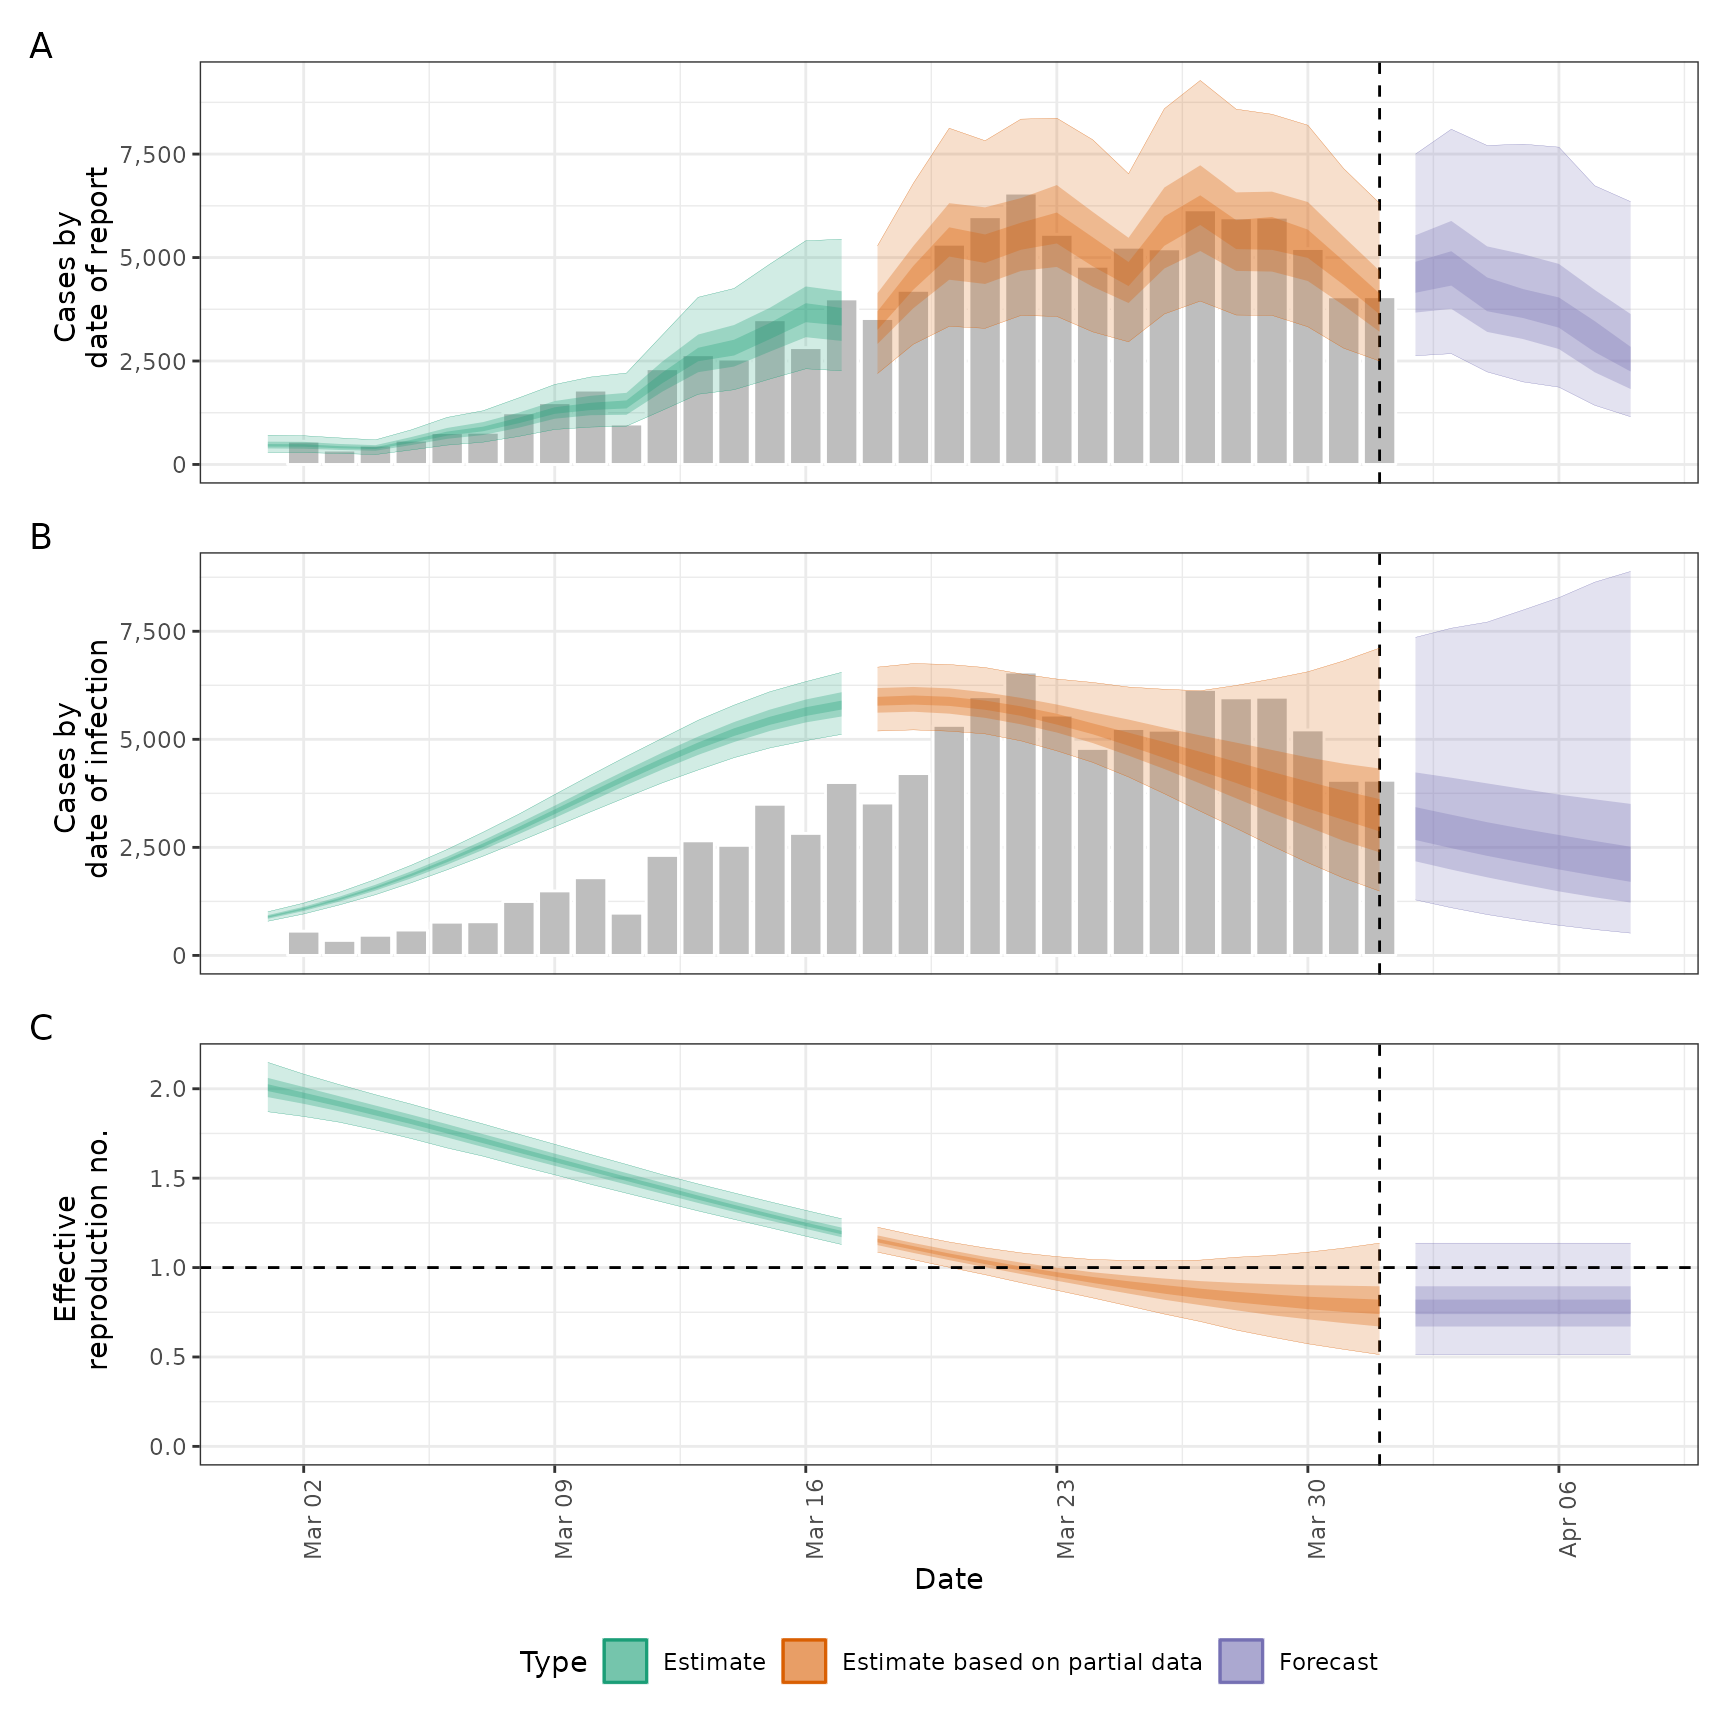 A
Cases by
date of report
7,500
5,000
2,500
0
B
Cases by
date of infection
7,500
5,000
2,500
0
C
Effective
reproduction no.
2.0
1.5
1.0
0.5
0.0
Mar 02
Mar 09
Mar 16
Mar 23
Mar 30
Apr 06
Date
Type Estimate Estimate based on partial data Forecast